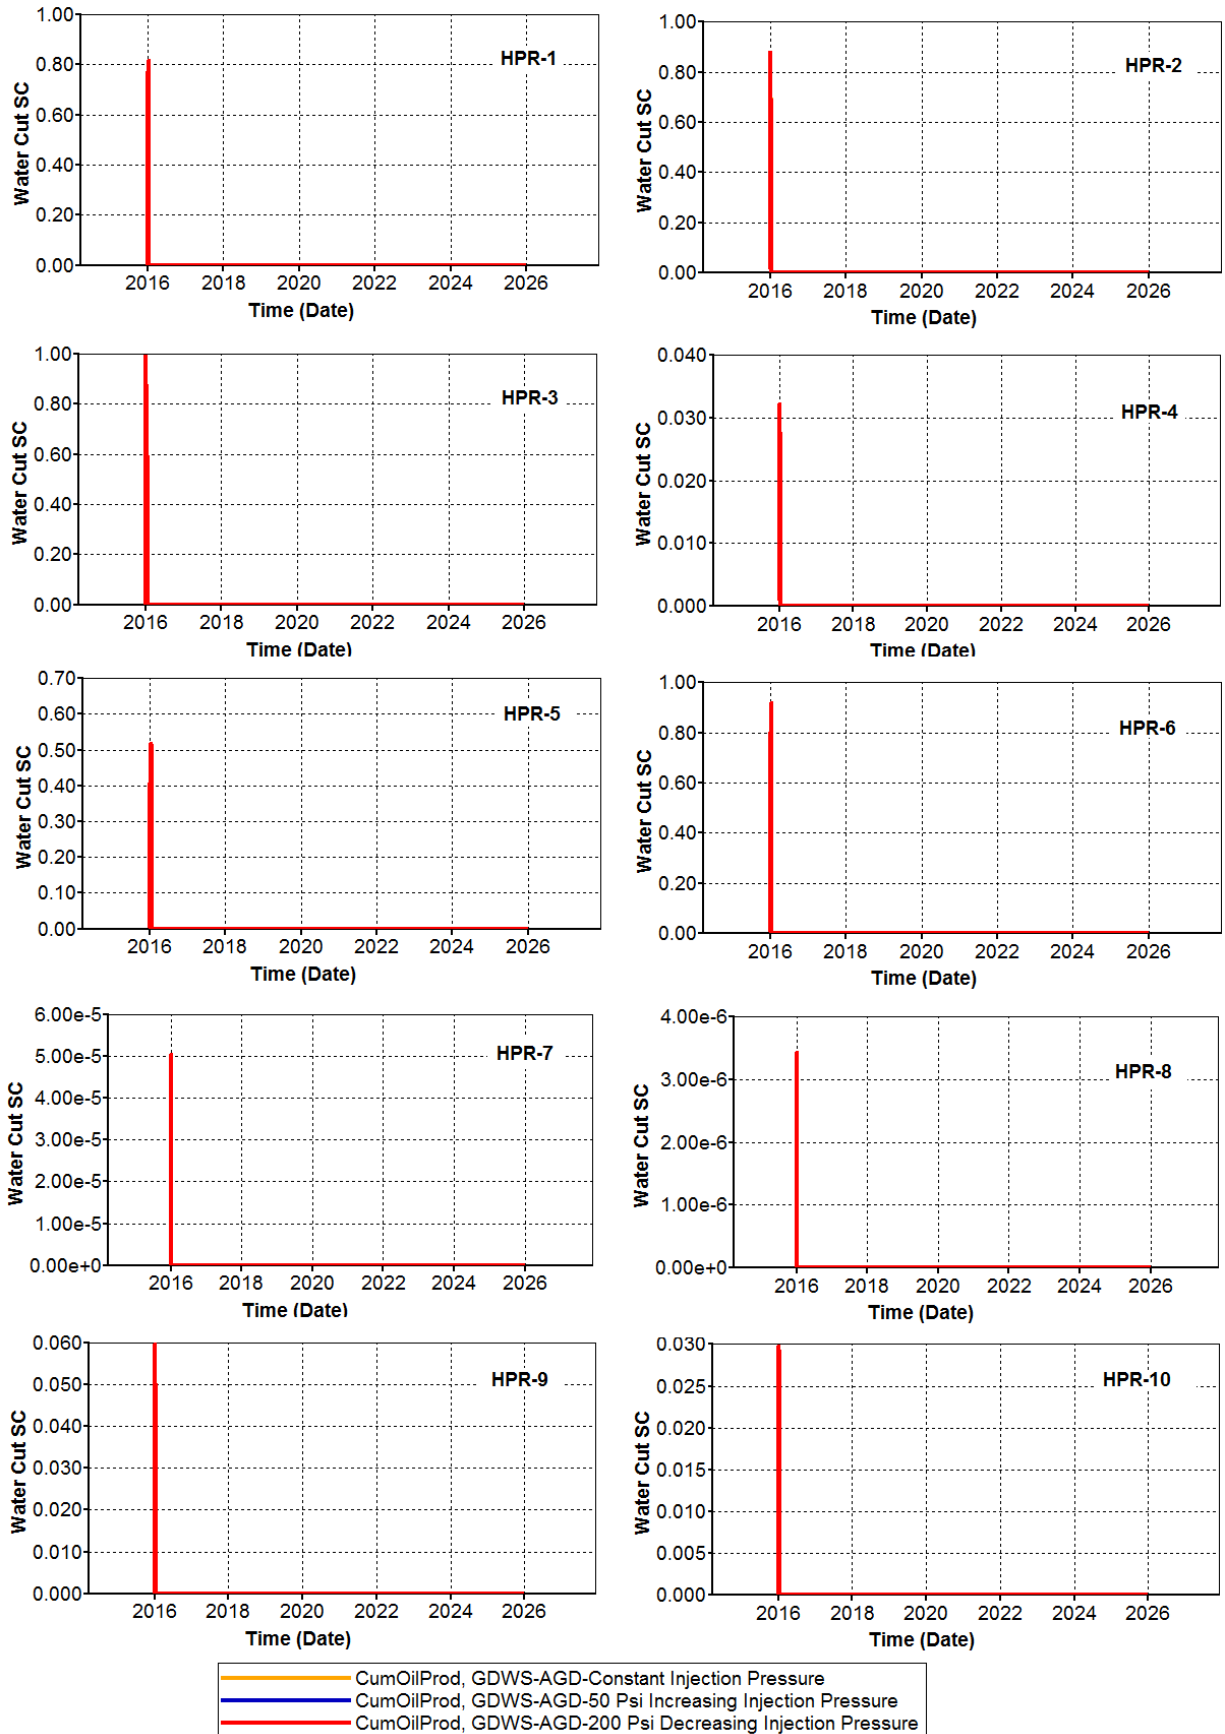 1.00
0.80
0.60
0.40
0.20
0.00
Water Cut SC
HPR-1
2016 2018 2020 2022 2024 2026
Time (Date)
1.00
0.80
0.60
0.40
0.20
0.00
Water Cut SC
HPR-2
2016 2018 2020 2022 2024 2026
Time (Date)
1.00
0.80
0.60
0.40
0.20
0.00
Water Cut SC
HPR-3
2016 2018 2020 2022 2024 2026
Time (Date)
0.040
0.030
0.020
0.010
0.000
Water Cut SC
HPR-4
2016 2018 2020 2022 2024 2026
Time (Date)
0.70
0.60
0.50
0.40
0.30
0.20
0.10
0.00
Water Cut SC
HPR-5
2016 2018 2020 2022 2024 2026
Time (Date)
1.00
0.80
0.60
0.40
0.20
0.00
Water Cut SC
HPR-6
2016 2018 2020 2022 2024 2026
Time (Date)
6.00e-5
5.00e-5
4.00e-5
3.00e-5
2.00e-5
1.00e-5
0.00e+0
Water Cut SC
HPR-7
2016 2018 2020 2022 2024 2026
Time (Date)
4.00e-6
3.00e-6
2.00e-6
1.00e-6
0.00e+0
Water Cut SC
HPR-8
2016 2018 2020 2022 2024 2026
Time (Date)
0.060
0.050
0.040
0.030
0.020
0.010
0.000
Water Cut SC
HPR-9
2016 2018 2020 2022 2024 2026
Time (Date)
0.030
0.025
0.020
0.015
0.010
0.005
0.000
Water Cut SC
HPR-10
2016 2018 2020 2022 2024 2026
Time (Date)
CumOilProd, GDWS-AGD-Constant Injection Pressure
CumOilProd, GDWS-AGD-50 Psi Increasing Injection Pressure
CumOilProd, GDWS-AGD-200 Psi Decreasing Injection Pressure